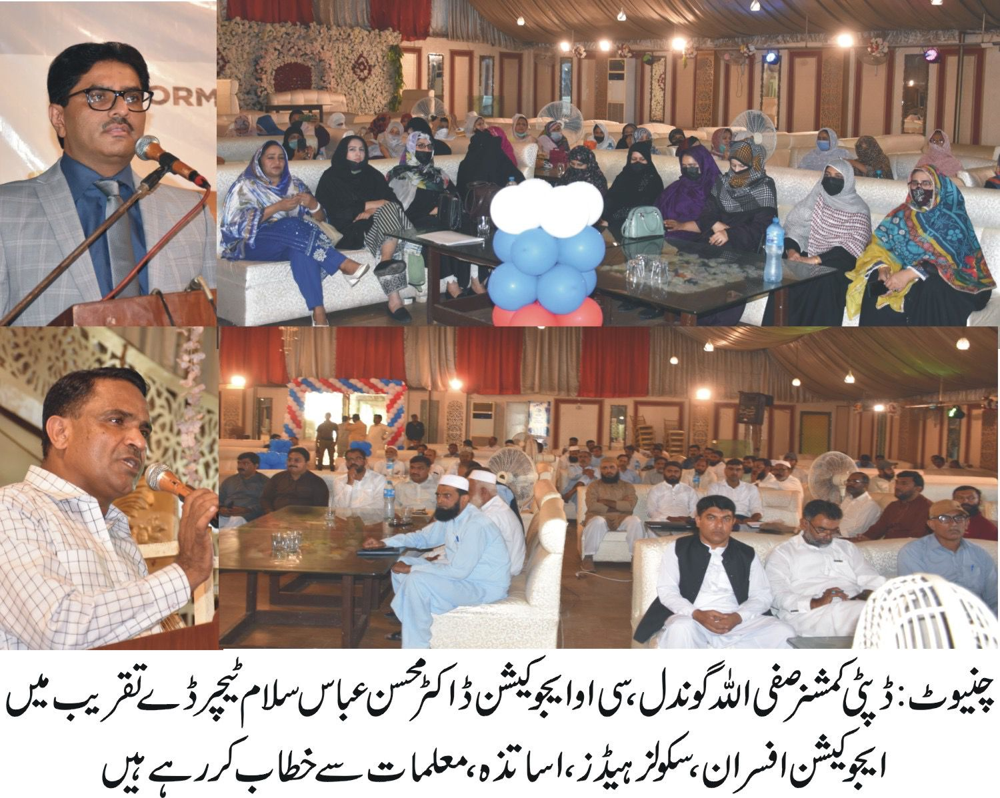 ORM
چنیوٹ: ڈپٹی کمشنر صفی اللہ گوندل، سی او ایجوکیشن ڈاکٹر محسن عباس سلام ٹیچر ڈے تقریب میں
ایجوکیشن افسران، سکولز ہیڈز، اساتذہ، معلمات سے خطاب کر رہے ہیں